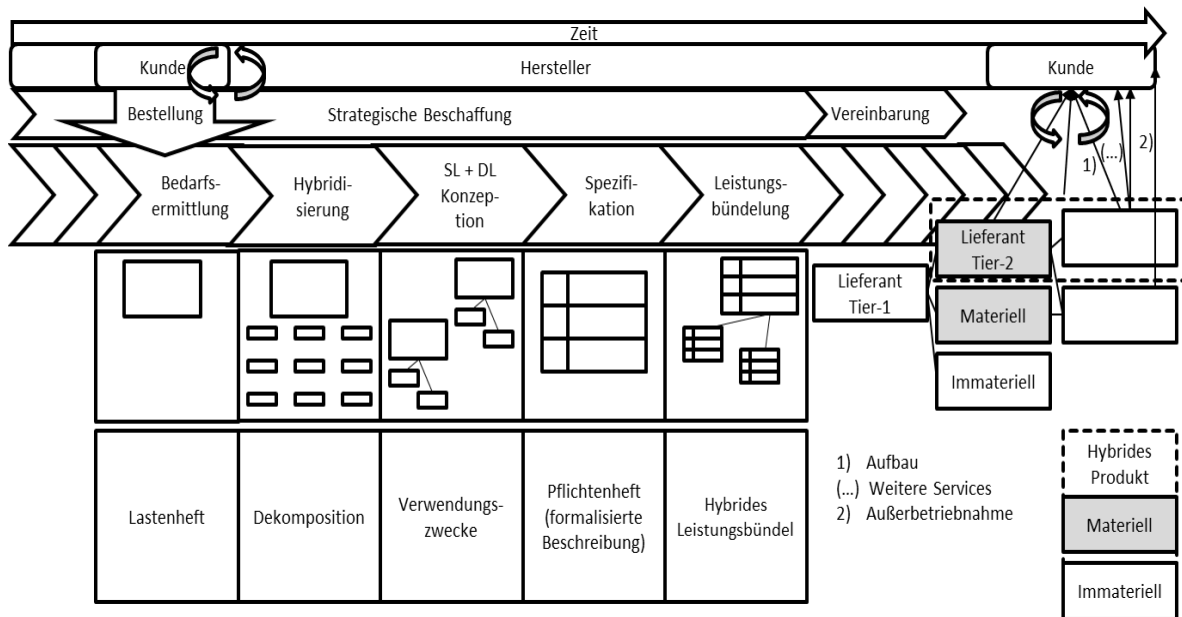 Zeit
Kunde
Hersteller
Kunde
Bestellung
Strategische Beschaffung
Vereinbarung
Bedarfs-
ermittlung
Hybridi-
sierung
SL + DL
Konzep-
tion
Spezifi-
kation
Leistungs-
bündelung
1)
(...)
2)
Lieferant
Tier-1
Lieferant
Tier-2
Materiell
Immateriell
Lastenheft
Dekomposition
Verwendungs-
zwecke
Pflichtenheft
(formalisierte
Beschreibung)
Hybrides
Leistungsbündel
1) Aufbau
(...) Weitere Services
2) Außerbetriebnahme
Hybrides
Produkt
Materiell
Immateriell